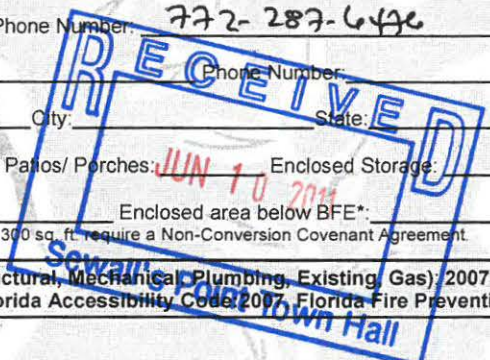 Phone Number: 772-287-6476
RECEIVED
Phone Number:
City: State:
Patios/ Porches: Enclosed Storage:
JUN 10 2011
Enclosed area below BFE*:
300 sq. ft. require a Non-Conversion Covenant Agreement.
ctural, Mechanical, Plumbing, Existing, Gas): 2007
orida Accessibility Code: 2007, Florida Fire Preventi
Sewall's Point Town Hall